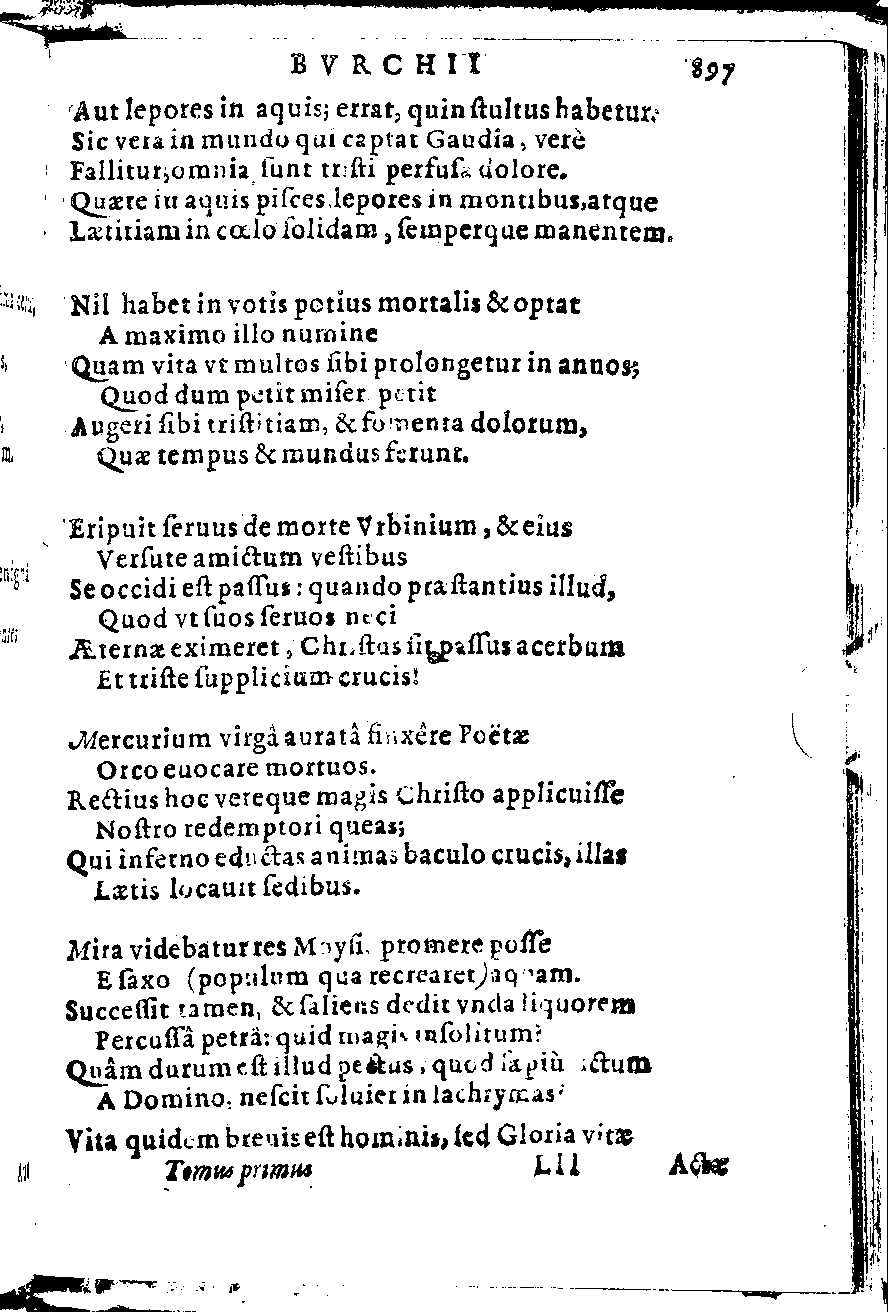 BVRCHII 897
Aut lepores in aquis; errat, quin ſtultus habetur.
Sic vera in mundo qui captat Gaudia, verè
Fallitur; omnia ſunt triſti perfuſa dolore.
Quære in aquis piſces, lepores in montibus, atque
Lætitiam in cœlo ſolidam, ſemperque manentem.
Nil habet in votis potius mortalis & optat
A maximo illo numine
Quam vita vt multos ſibi prolongetur in annos;
Quod dum petit miſer petit
Augeri ſibi triſtitiam, & fomenta dolorum,
Quæ tempus & mundus ferunt.
Eripuit ſeruus de morte Vrbinium, & eius
Verſute amictum veſtibus
Se occidi eſt paſſus: quando præſtantius illud,
Quod vt ſuos ſeruos neci
Æternæ eximeret, Chriſtus ſit paſſus acerbum
Et triſte ſupplicium crucis!
Mercurium virgâ auratâ finxêre Poëtæ
Orco euocare mortuos.
Rectius hoc vereque magis Chriſto applicuiſſe
Noſtro redemptori queas;
Qui inferno eductas animas baculo crucis, illas
Lætis locauit ſedibus.
Mira videbatur res Moyſi, promere poſſe
E ſaxo (populum qua recrearet) aquam.
Succeſſit tamen, & ſaliens dedit vnda liquorem
Percuſſâ petrâ: quid magis inſolitum?
Quâm durum eſt illud pectus, quod ſæpiù ictum
A Domino, neſcit ſoluier in lachrymas?
Vita quidem breuis eſt hominis, ſed Gloria vitæ
Tomus primus LII Actæ